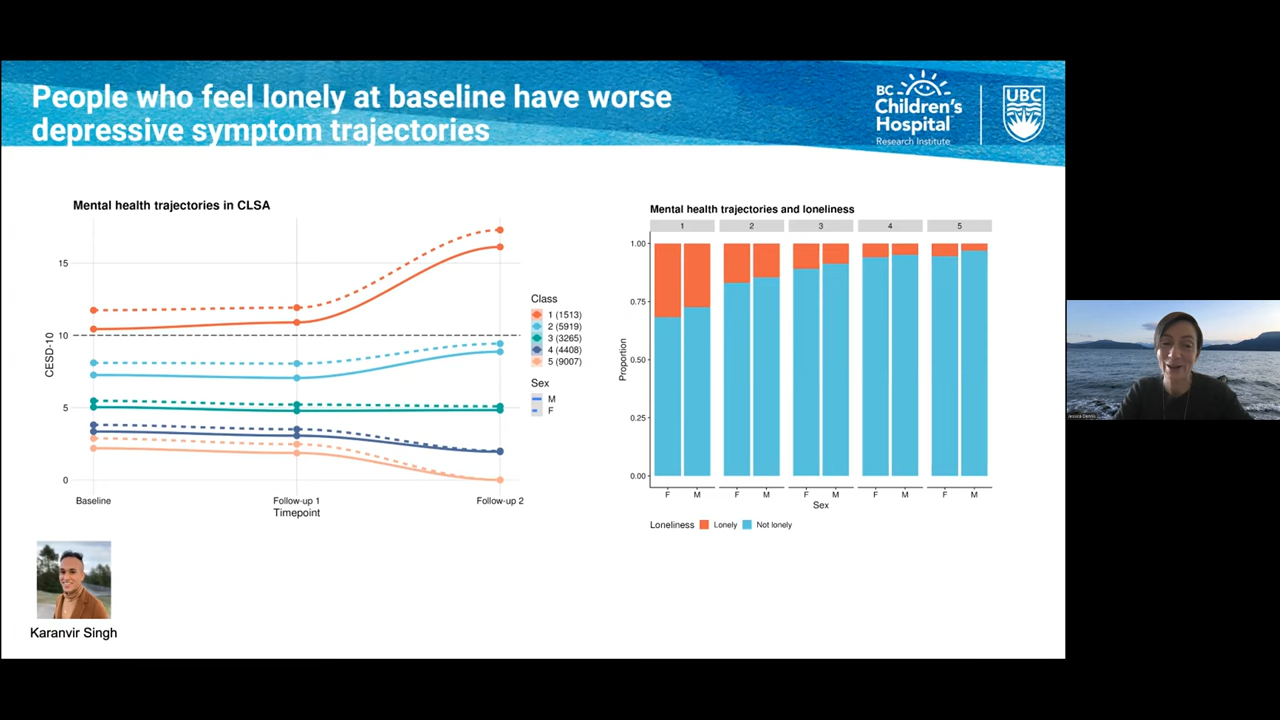 People who feel lonely at baseline have worse
depressive symptom trajectories
BC
Children's
Hospital
Research Institute
UBC
Mental health trajectories in CLSA
15
10
5
0
CESD-10
Baseline
Follow-up 1
Follow-up 2
Timepoint
Class
1 (1513)
2 (5919)
3 (3265)
4 (4408)
5 (9007)
Sex
M
F
Mental health trajectories and loneliness
1 2 3 4 5
1.00
0.75
0.50
0.25
0.00
Proportion
F M F M F M F M F M
Sex
Loneliness Lonely Not lonely
Karanvir Singh
Jessica Dennis